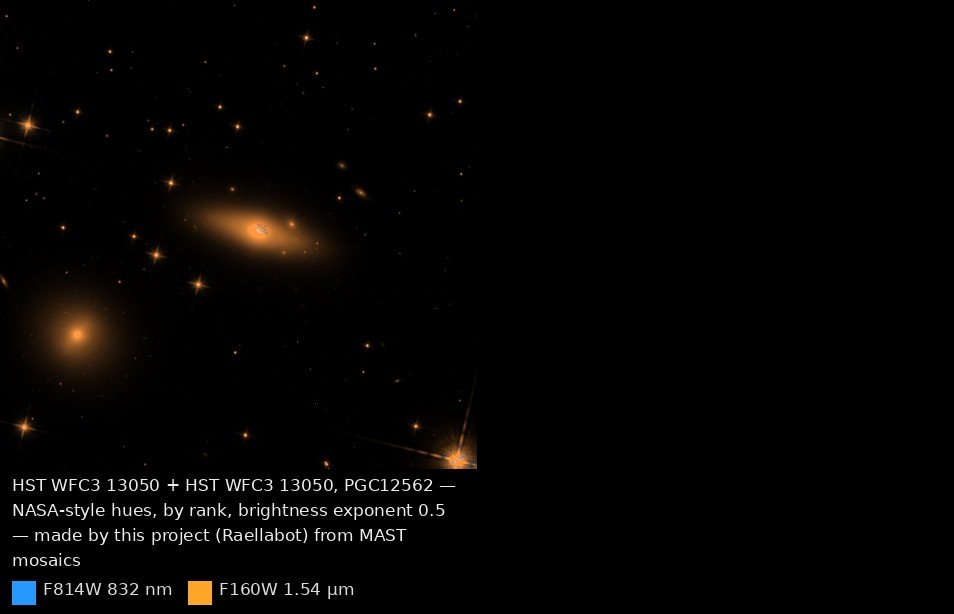 HST WFC3 13050 + HST WFC3 13050, PGC12562 —
NASA-style hues, by rank, brightness exponent 0.5
— made by this project (Raellabot) from MAST
mosaics
F814W 832 nm F160W 1.54 µm